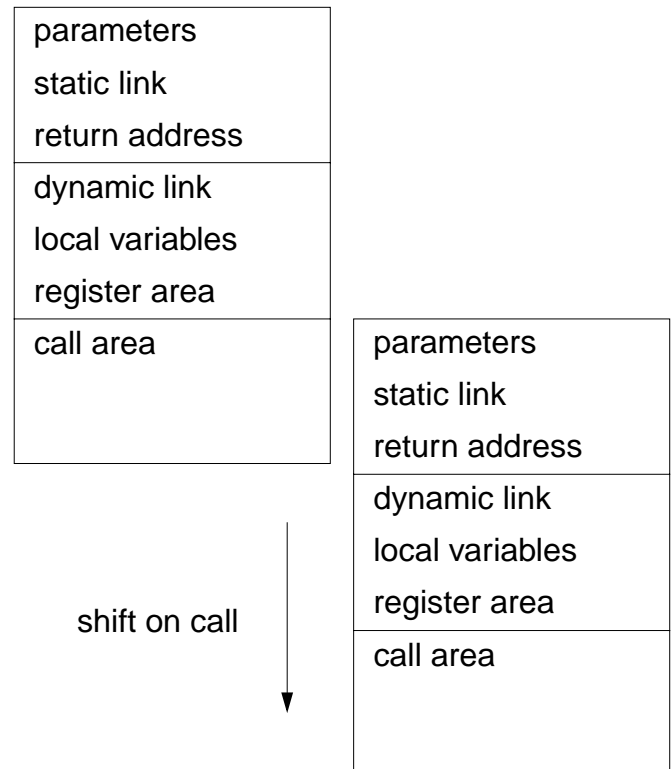 parameters
static link
return address
dynamic link
local variables
register area
call area
parameters
static link
return address
dynamic link
local variables
register area
call area
shift on call